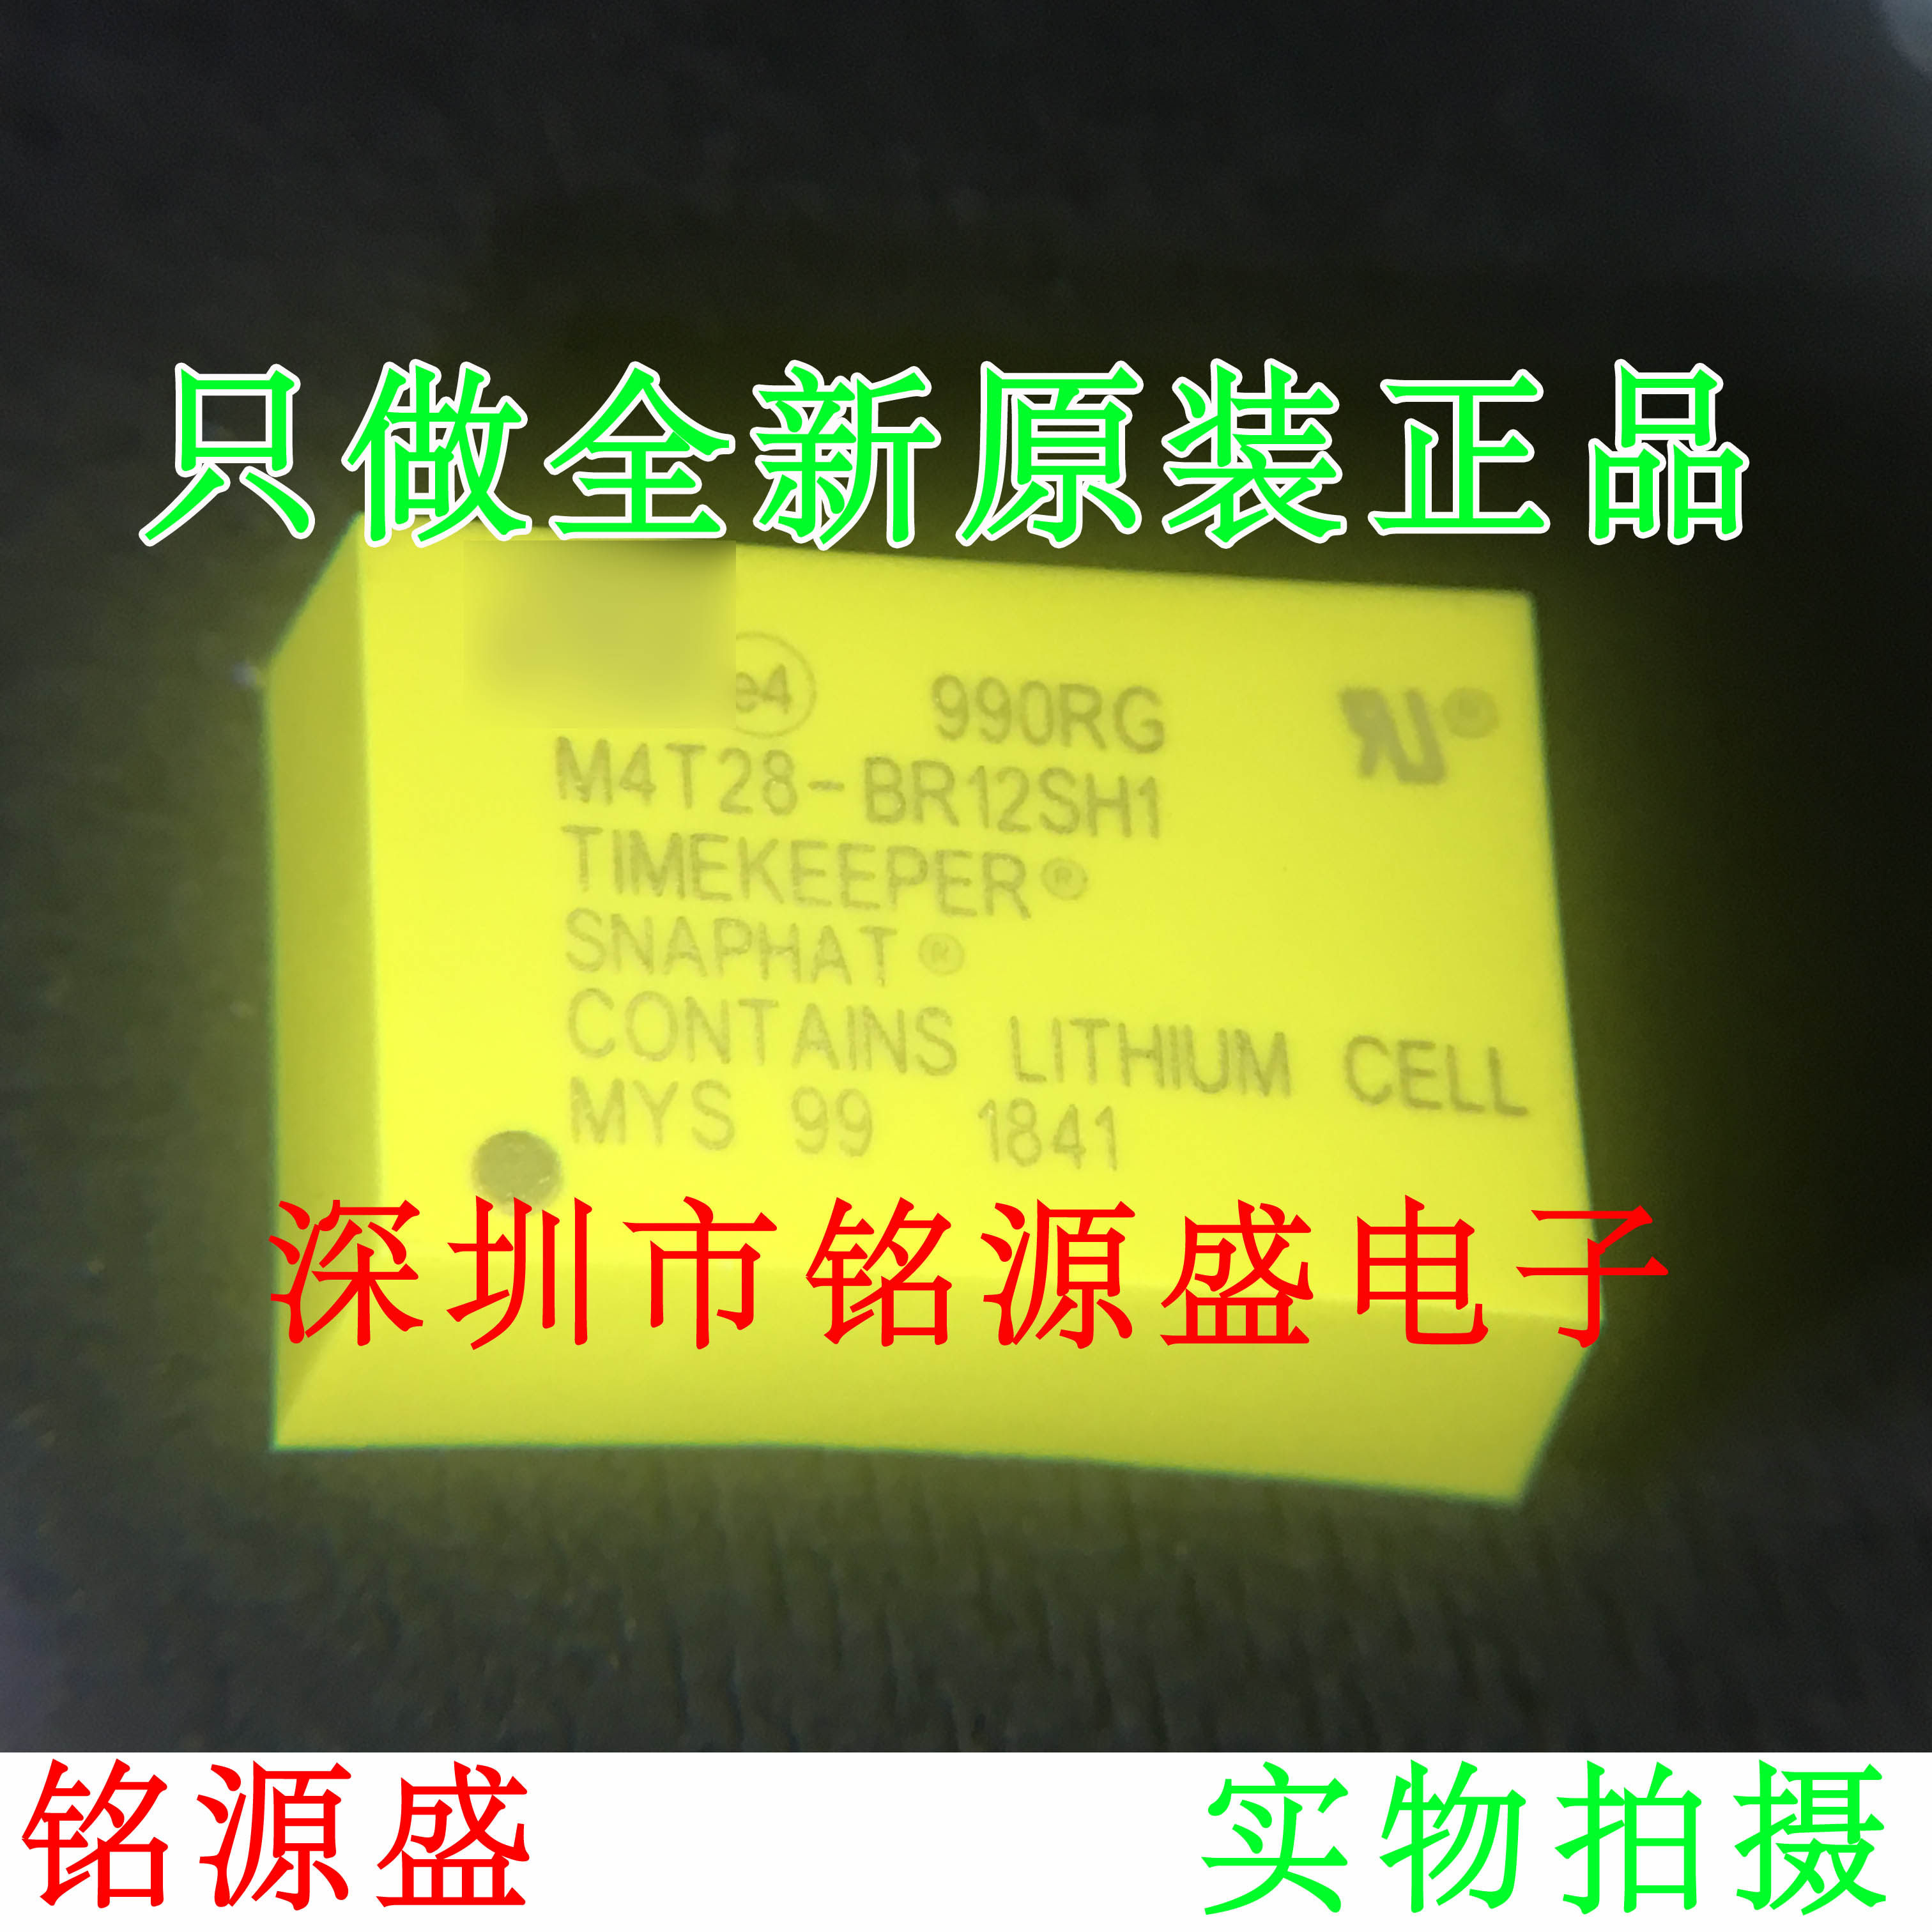 只做全新原装正品
e4 990RG
M4T28-BR12SH1
TIMEKEEPER®
SNAPHAT®
CONTAINS LITHIUM CELL
MYS 99 1841
深圳市铭源盛电子
铭源盛 实物拍摄